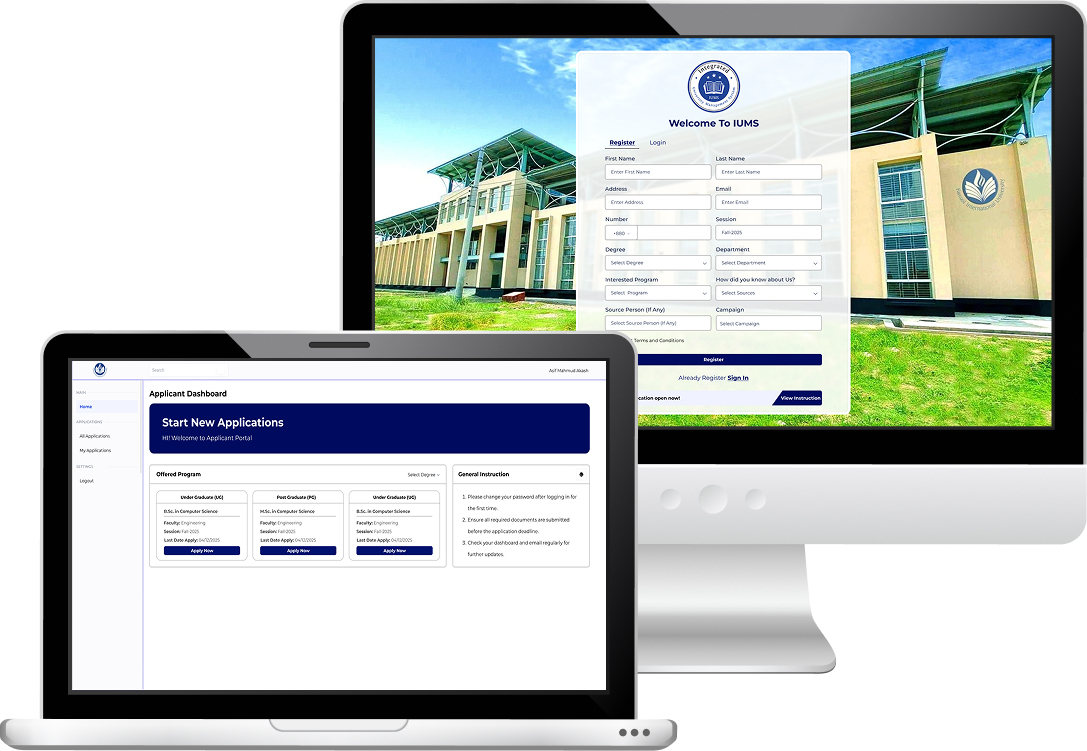 Integrated
University Management System
IUMS
Welcome To IUMS
Register Login
First Name Last Name
Enter First Name Enter Last Name
Address Email
Enter Address Enter Email
Number Session
+880 Fall-2025
Degree Department
Select Degree Select Department
Interested Program How did you know about Us?
Select Program Select Sources
Source Person (If Any) Campaign
Select Source Person (If Any) Select Campaign
Terms and Conditions
Register
Already Register Sign In
open now! View Instruction
International University
Search Asif Mahmud Akash
MAIN
Home
APPLICATIONS
All Applications
My Applications
SETTINGS
Logout
Applicant Dashboard
Start New Applications
HI! Welcome to Applicant Portal
Offered Program Select Degree
Under Graduate (UG)
B.Sc. in Computer Science
Faculty: Engineering
Session: Fall-2025
Last Date Apply: 04/12/2025
Apply Now
Post Graduate (PG)
M.Sc. in Computer Science
Faculty: Engineering
Session: Fall-2025
Last Date Apply: 04/12/2025
Apply Now
Under Graduate (UG)
B.Sc. in Computer Science
Faculty: Engineering
Session: Fall-2025
Last Date Apply: 04/12/2025
Apply Now
General Instruction
1. Please change your password after logging in for
the first time.
2. Ensure all required documents are submitted
before the application deadline.
3. Check your dashboard and email regularly for
further updates.